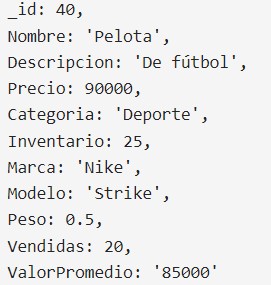 _id: 40,
Nombre: 'Pelota',
Descripcion: 'De fútbol',
Precio: 90000,
Categoria: 'Deporte',
Inventario: 25,
Marca: 'Nike',
Modelo: 'Strike',
Peso: 0.5,
Vendidas: 20,
ValorPromedio: '85000'